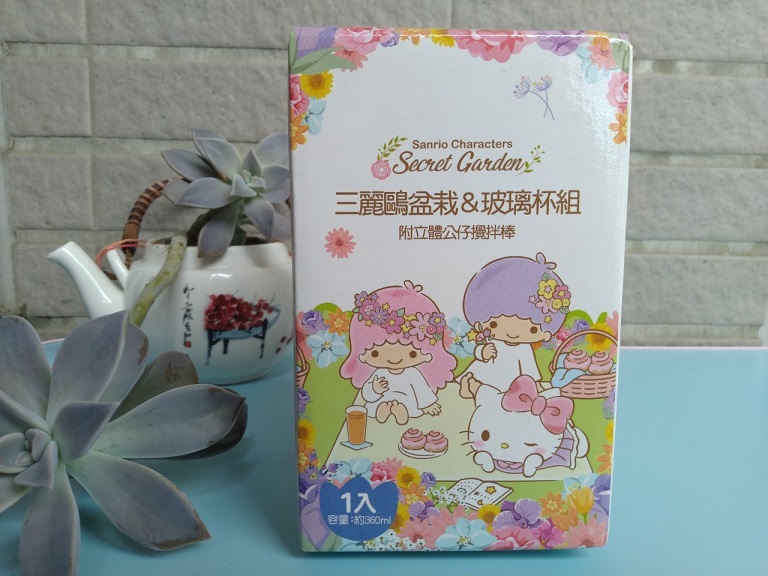 Sanrio Characters
Secret Garden
三麗鷗盆栽&玻璃杯組
附立體公仔攪拌棒
1入
容量:約360ml